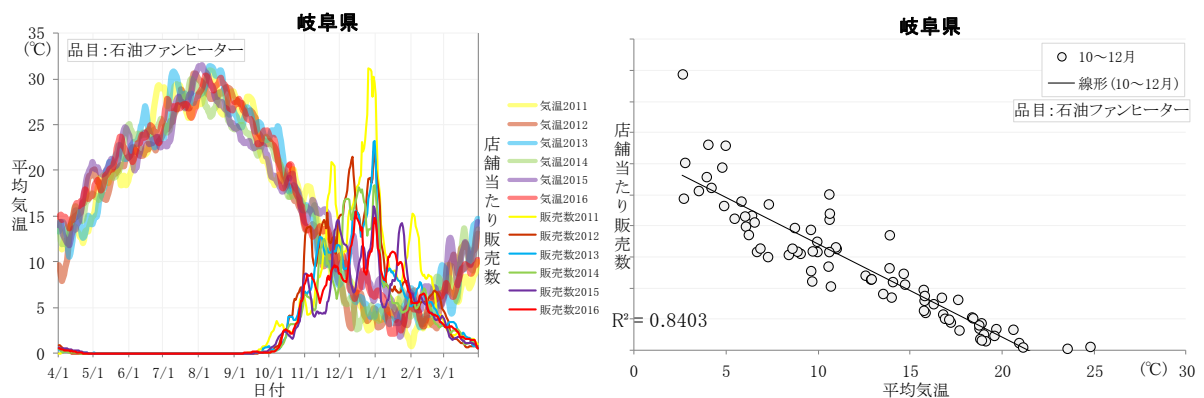 岐阜県
品目:石油ファンヒーター
(℃)
35
30
25
20
15
10
5
0
平均気温
4/1 5/1 6/1 7/1 8/1 9/1 10/1 11/1 12/1 1/1 2/1 3/1
日付
店舗当たり販売数
気温2011
気温2012
気温2013
気温2014
気温2015
気温2016
販売数2011
販売数2012
販売数2013
販売数2014
販売数2015
販売数2016
岐阜県
10~12月
線形(10~12月)
品目:石油ファンヒーター
店舗当たり販売数
R² = 0.8403
0 5 10 15 20 25 30
(℃)
平均気温